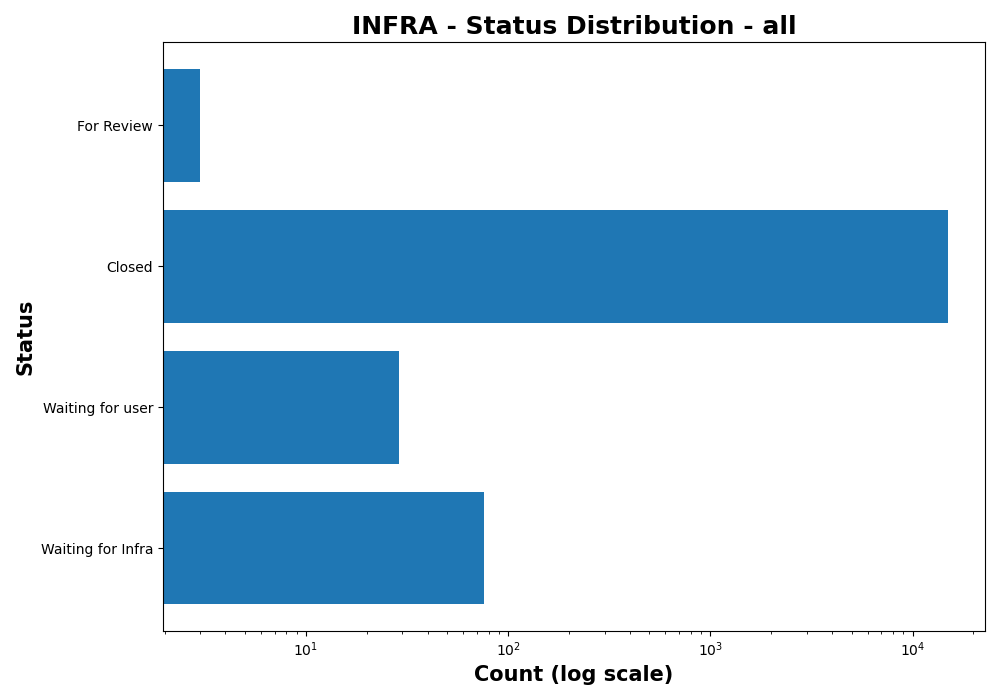 INFRA - Status Distribution - all
Status
For Review
Closed
Waiting for user
Waiting for Infra
10¹ 10² 10³ 10⁴
Count (log scale)